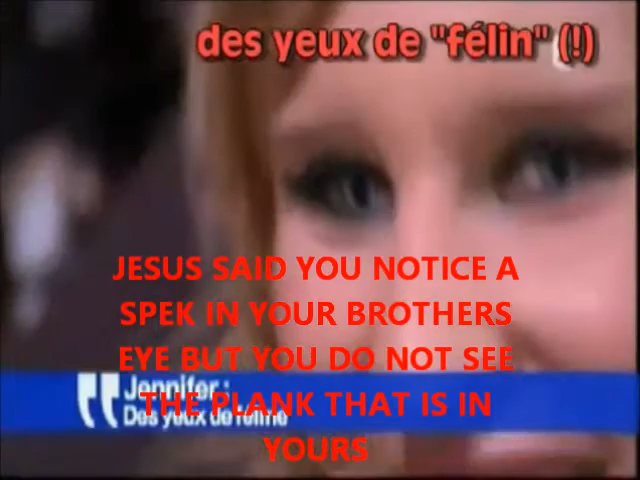 des yeux de "félin" (!)
JESUS SAID YOU NOTICE A
SPEK IN YOUR BROTHERS
EYE BUT YOU DO NOT SEE
THE PLANK THAT IS IN
YOURS
Jennifer :
Des yeux de féline